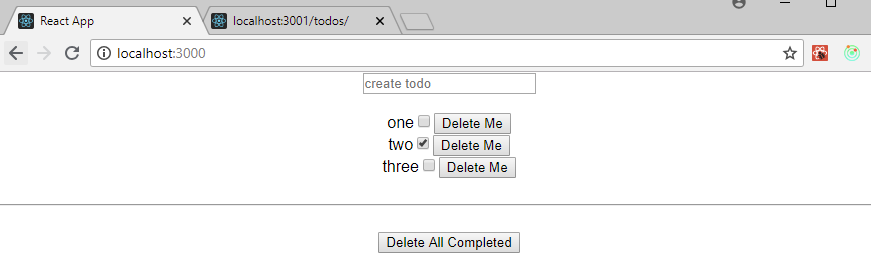 React App
localhost:3001/todos/
localhost:3000
create todo
one Delete Me
two Delete Me
three Delete Me
Delete All Completed